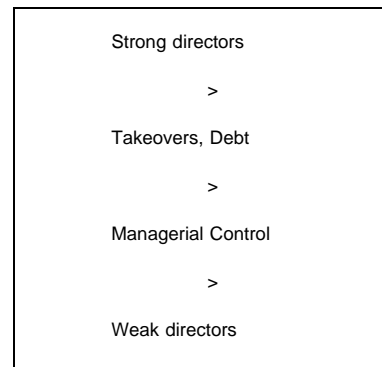 Strong directors
>
Takeovers, Debt
>
Managerial Control
>
Weak directors